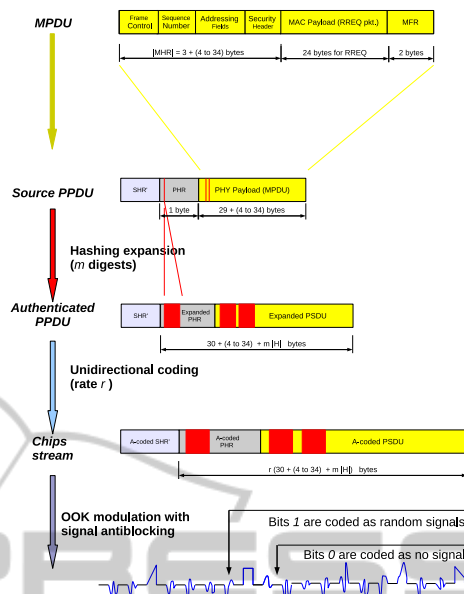 MPDU
Frame Control
Sequence Number
Addressing Fields
Security Header
MAC Payload (RREQ pkt.)
MFR
|MHR| = 3 + (4 to 34) bytes
24 bytes for RREQ
2 bytes
Source PPDU
SHR'
PHR
PHY Payload (MPDU)
1 byte
29 + (4 to 34) bytes
Hashing expansion
(m digests)
Authenticated
PPDU
SHR'
Expanded
PHR
Expanded PSDU
30 + (4 to 34) + m |H| bytes
Unidirectional coding
(rate r )
Chips
stream
A-coded SHR'
A-coded
PHR
A-coded PSDU
r (30 + (4 to 34) + m |H|) bytes
OOK modulation with
signal antiblocking
Bits 1 are coded as random signals
Bits 0 are coded as no signal